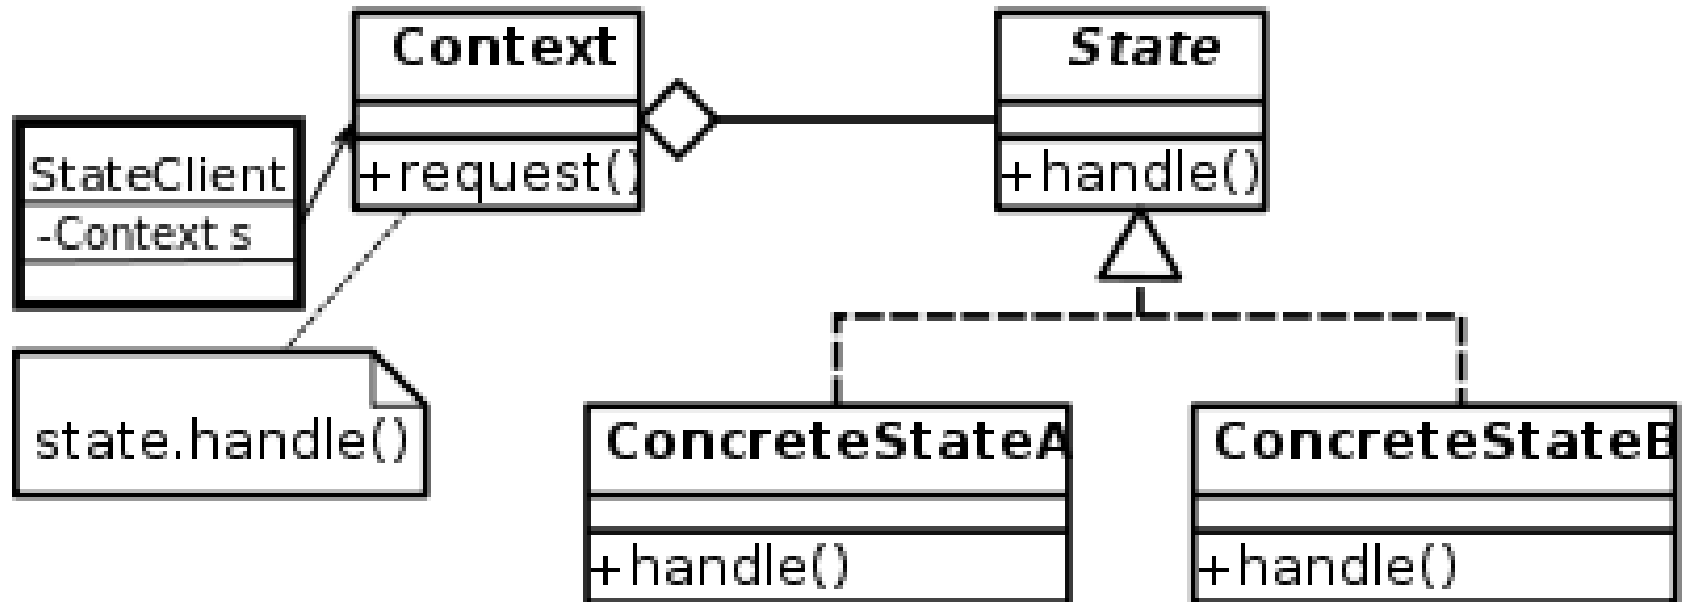 Context
+request()
State
+handle()
StateClient
-Context s
state.handle()
ConcreteStateA
+handle()
ConcreteStateB
+handle()